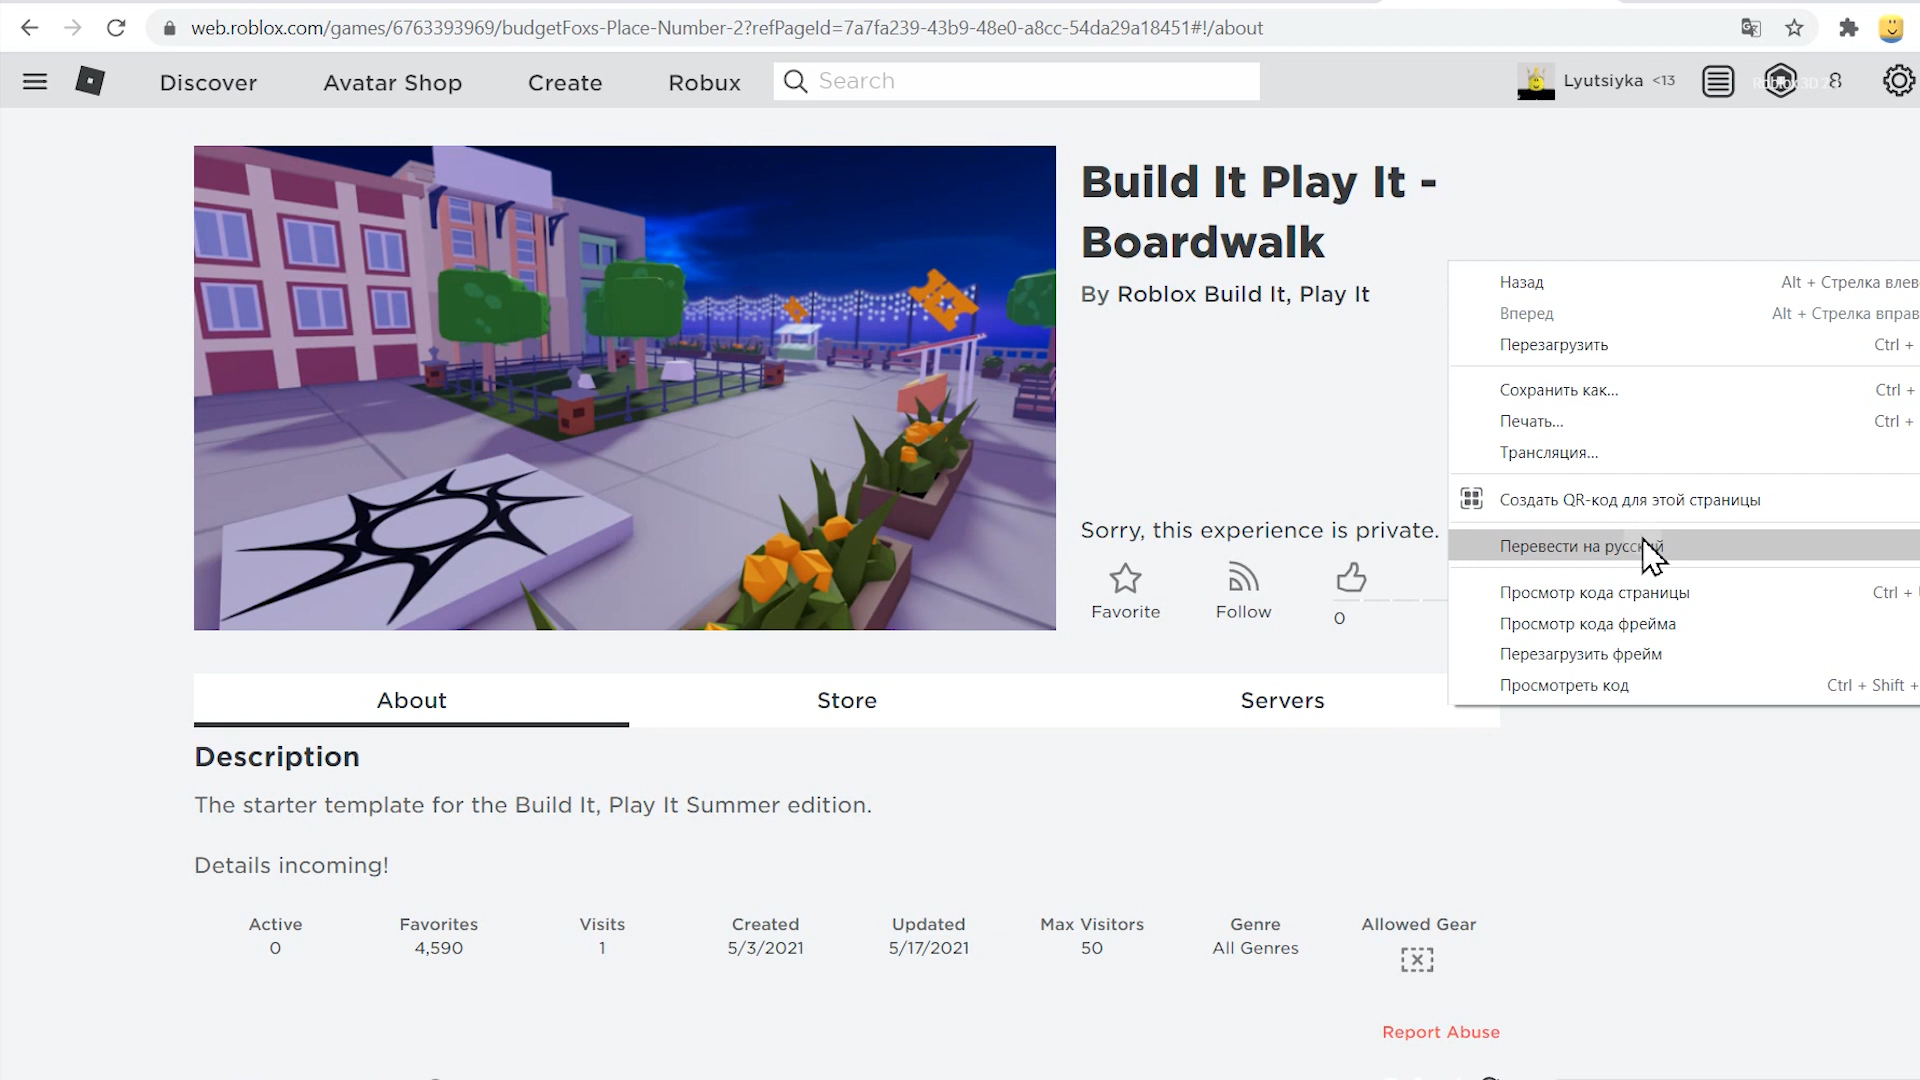 web.roblox.com/games/6763393969/budgetFoxs-Place-Number-2?refPageId=7a7fa239-43b9-48e0-a8cc-54da29a18451#!/about
Discover
Avatar Shop
Create
Robux
Search
Lyutsiyka <13
8
Build It Play It -
Boardwalk
By Roblox Build It, Play It
Sorry, this experience is private.
Favorite
Follow
0
Назад Alt + Стрелка влев
Вперед Alt + Стрелка вправ
Перезагрузить Ctrl +
Сохранить как... Ctrl +
Печать... Ctrl +
Трансляция...
Создать QR-код для этой страницы
Перевести на русский
Просмотр кода страницы Ctrl +
Просмотр кода фрейма
Перезагрузить фрейм
Просмотреть код Ctrl + Shift +
About
Store
Servers
Description
The starter template for the Build It, Play It Summer edition.
Details incoming!
Active Favorites Visits Created Updated Max Visitors Genre Allowed Gear
0 4,590 1 5/3/2021 5/17/2021 50 All Genres
Report Abuse